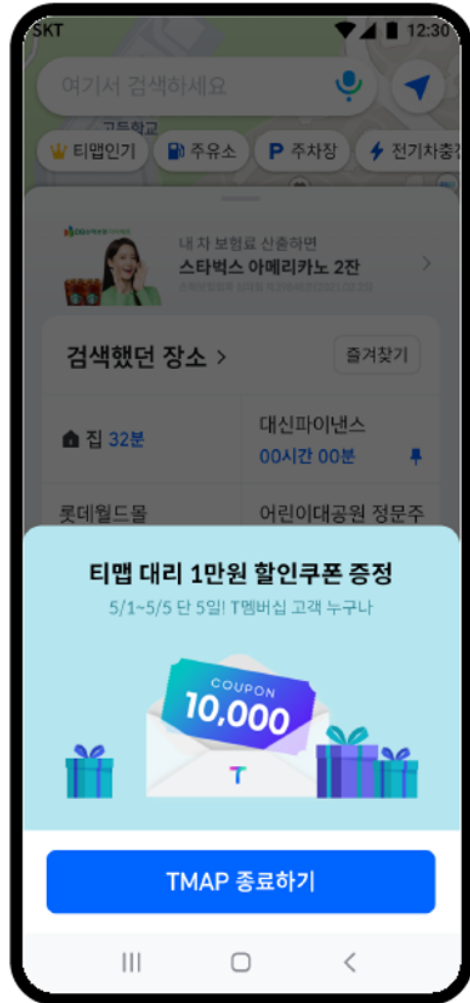 SKT 12:30
여기서 검색하세요
고등학교
티맵인기 주유소 P 주차장 전기차충전
내 차 보험료 산출하면
스타벅스 아메리카노 2잔
검색했던 장소 > 즐겨찾기
집 32분
대신파이낸스
00시간 00분
롯데월드몰 어린이대공원 정문주
티맵 대리 1만원 할인쿠폰 증정
5/1~5/5 단 5일! T멤버십 고객 누구나
COUPON
10,000
T
TMAP 종료하기